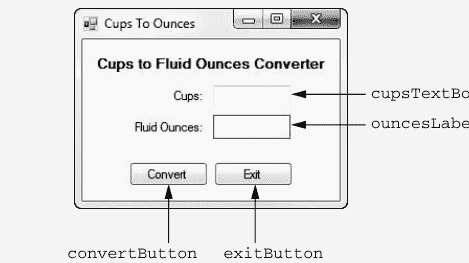 Cups To Ounces
Cups to Fluid Ounces Converter
Cups:
cupsTextBo
Fluid Ounces:
ouncesLabe
Convert
Exit
convertButton
exitButton